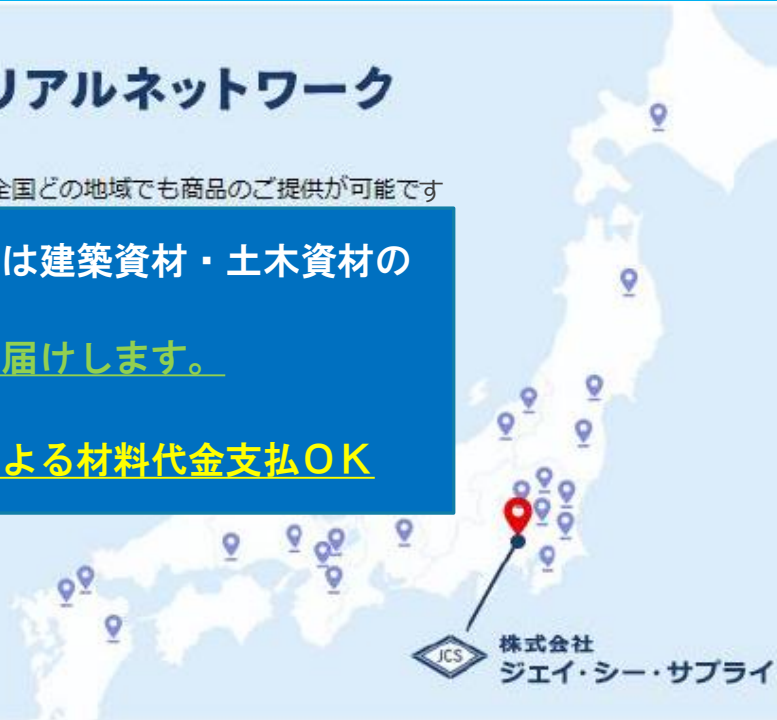 リアルネットワーク
全国どの地域でも商品のご提供が可能です
は建築資材・土木資材の
届けします。
よる材料代金支払OK
JCS
株式会社
ジェイ・シー・サプライ